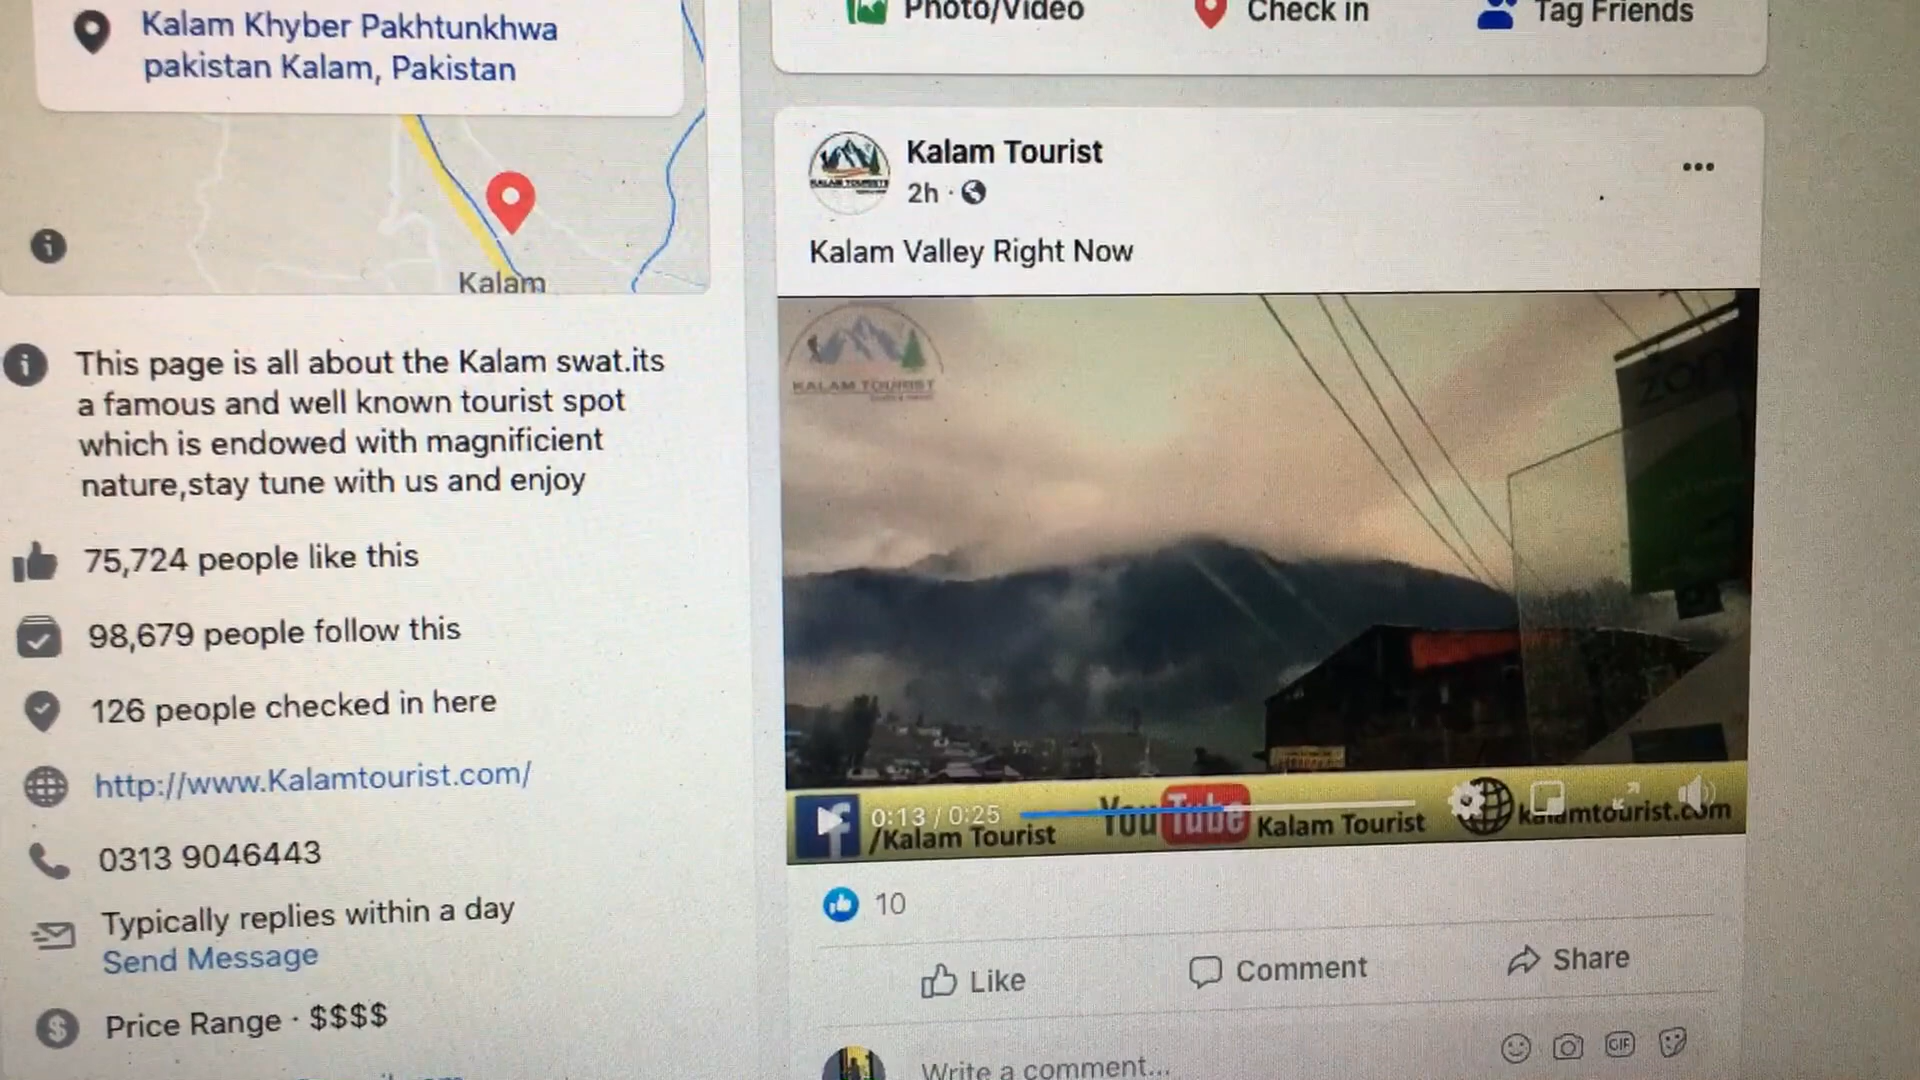 Kalam Khyber Pakhtunkhwa
pakistan Kalam, Pakistan
Kalam
This page is all about the Kalam swat.its
a famous and well known tourist spot
which is endowed with magnificient
nature,stay tune with us and enjoy
75,724 people like this
98,679 people follow this
126 people checked in here
http://www.Kalamtourist.com/
0313 9046443
Typically replies within a day
Send Message
Price Range · $$$$
Photo/Video
Check in
Tag Friends
Kalam Tourist
2h
Kalam Valley Right Now
KALAM TOURIST
zon
0:13 / 0:25
/Kalam Tourist
YouTube Kalam Tourist
kalamtourist.com
10
Like
Comment
Share
Write a comment...
GIF